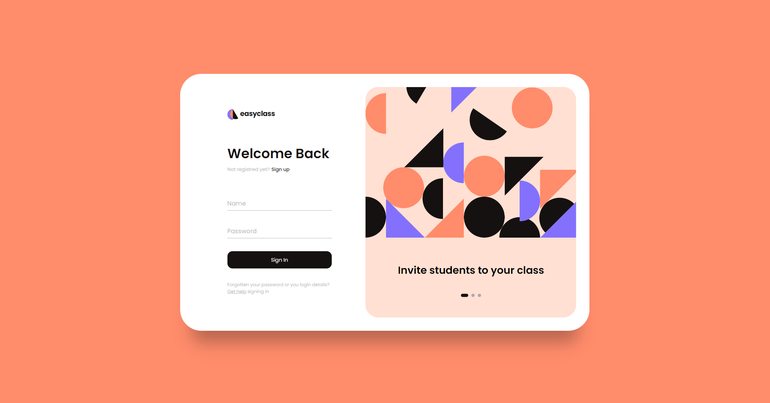 easyclass
Welcome Back
Not registred yet? Sign up
Name
Password
Sign In
Forgotten your password or you login details?
Get help signing in.
Invite students to your class